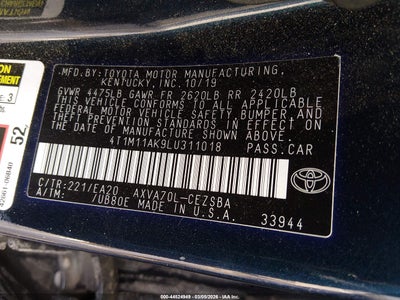 MFD.BY:TOYOTA MOTOR MANUFACTURING,
KENTUCKY, INC. 10/19
GVWR 4475LB GAWR FR 2620LB RR 2420LB
THIS VEHICLE CONFORMS TO ALL APPLICABLE
FEDERAL MOTOR VEHICLE SAFETY, BUMPER, AND
THEFT PREVENTION STANDARDS IN EFFECT ON THE
DATE OF MANUFACTURE SHOWN ABOVE.
4T1M11AK9LU311018 PASS.CAR
C/TR:221/EA20 AXVA70L-CEZSBA
A/TM: /UB80E MADE IN U.S.A.
33944
TOYOTA
52
3
000-44524949 - 03/05/2026 - IAA